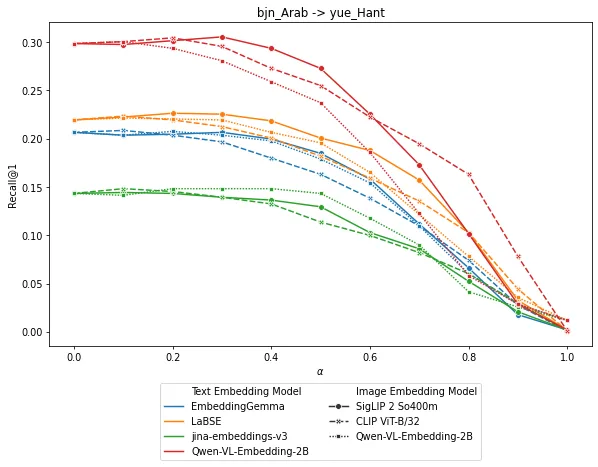 bjn_Arab -> yue_Hant
Recall@1
0.30
0.25
0.20
0.15
0.10
0.05
0.00
0.0 0.2 0.4 0.6 0.8 1.0
α
Text Embedding Model
EmbeddingGemma
LaBSE
jina-embeddings-v3
Qwen-VL-Embedding-2B
Image Embedding Model
SigLIP 2 So400m
CLIP ViT-B/32
Qwen-VL-Embedding-2B